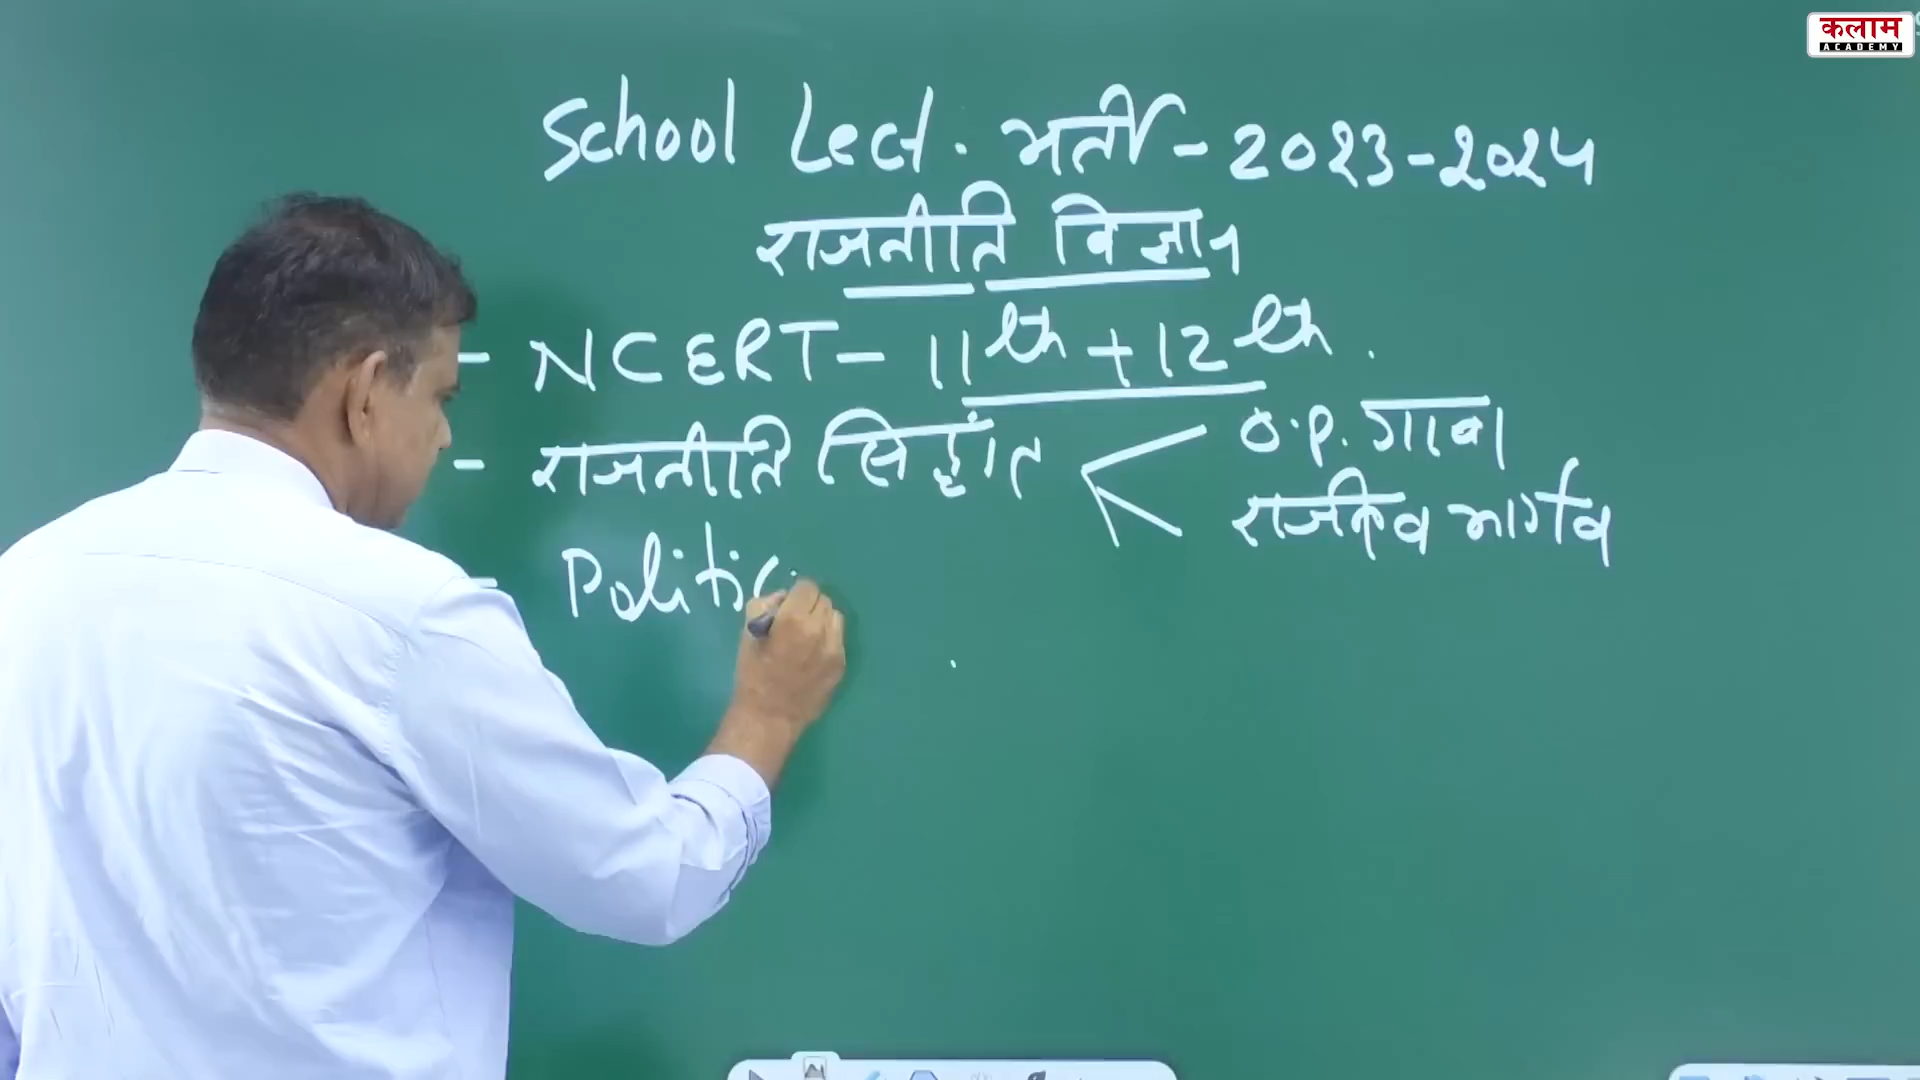 कलाम
ACADEMY
School Lect. भर्ती - 2023-2024
राजनीति विज्ञान
- NCERT - 11th + 12th.
- राजनीति सिद्धांत < O.P. गाबा
राजीव भार्गव
- Politic